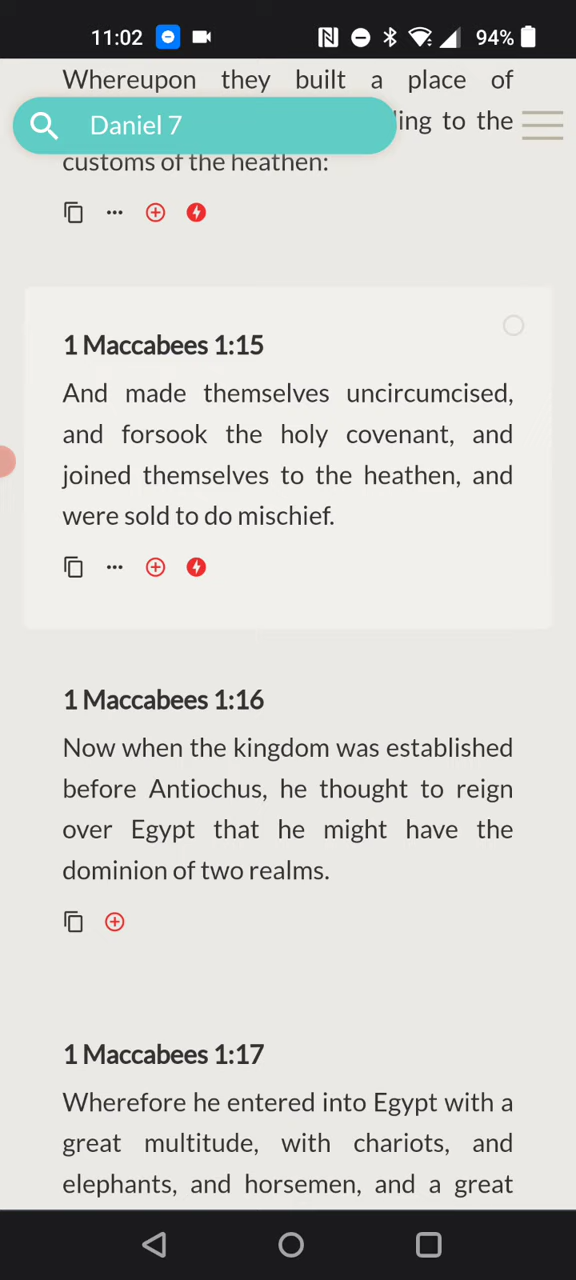 11:02 94%
Whereupon they built a place of
Daniel 7
ling to the
customs of the heathen:
1 Maccabees 1:15
And made themselves uncircumcised,
and forsook the holy covenant, and
joined themselves to the heathen, and
were sold to do mischief.
1 Maccabees 1:16
Now when the kingdom was established
before Antiochus, he thought to reign
over Egypt that he might have the
dominion of two realms.
1 Maccabees 1:17
Wherefore he entered into Egypt with a
great multitude, with chariots, and
elephants, and horsemen, and a great